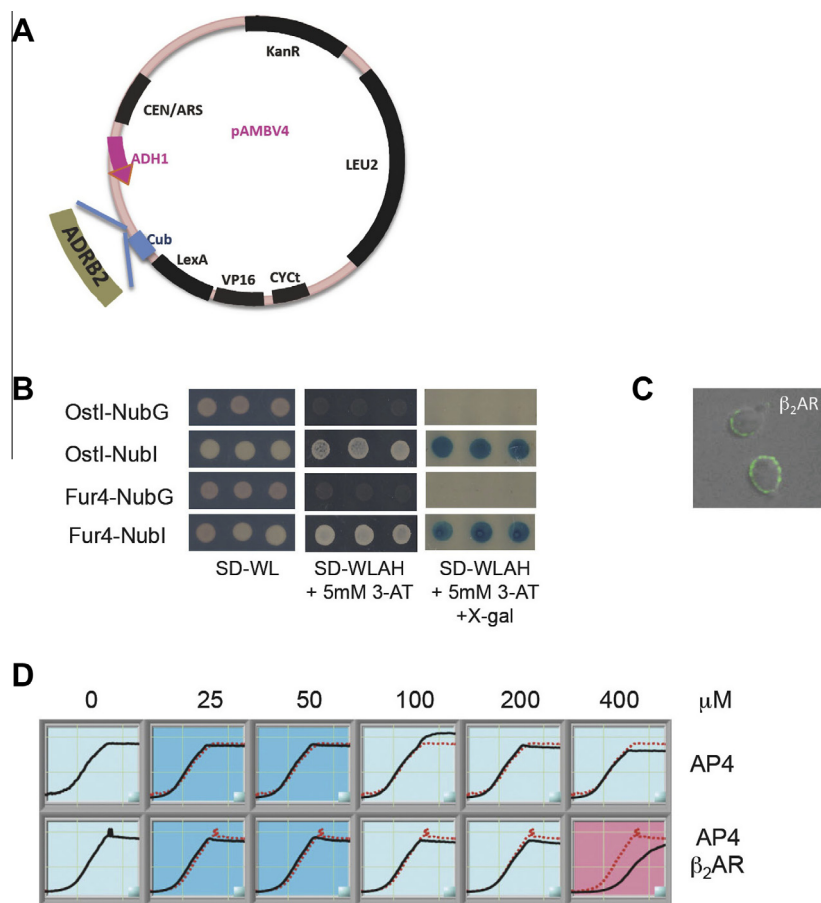 A
KanR
CEN/ARS
pAMBV4
ADH1
LEU2
Cub
ADRB2
LexA
VP16
CYCt
B
C
OstI-NubG
OstI-NubI
Fur4-NubG
Fur4-NubI
β₂AR
SD-WL
SD-WLAH
+ 5mM 3-AT
SD-WLAH
+ 5mM 3-AT
+X-gal
D
0 25 50 100 200 400 μM
AP4
AP4
β₂AR